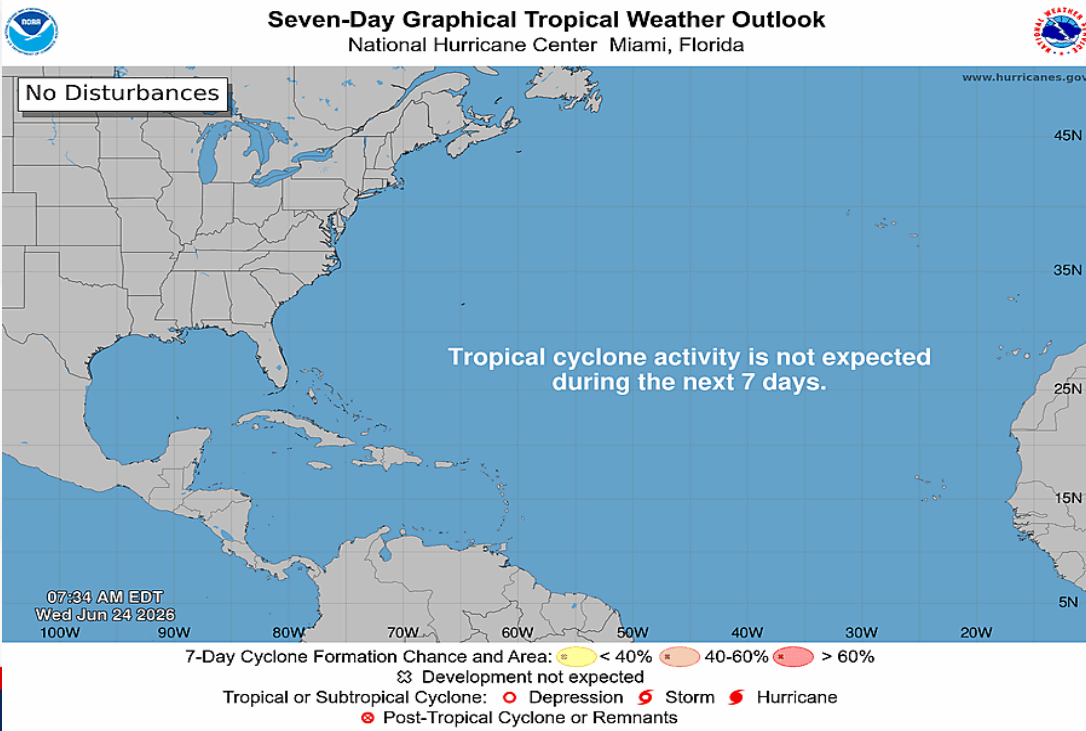 Seven-Day Graphical Tropical Weather Outlook
National Hurricane Center Miami, Florida
NOAA
No Disturbances
www.hurricanes.gov
45N
35N
Tropical cyclone activity is not expected
during the next 7 days.
25N
15N
07:34 AM EDT
Wed Jun 24 2026
5N
100W 90W 80W 70W 60W 50W 40W 30W 20W
7-Day Cyclone Formation Chance and Area: < 40% 40-60% > 60%
Development not expected
Tropical or Subtropical Cyclone: Depression Storm Hurricane
Post-Tropical Cyclone or Remnants